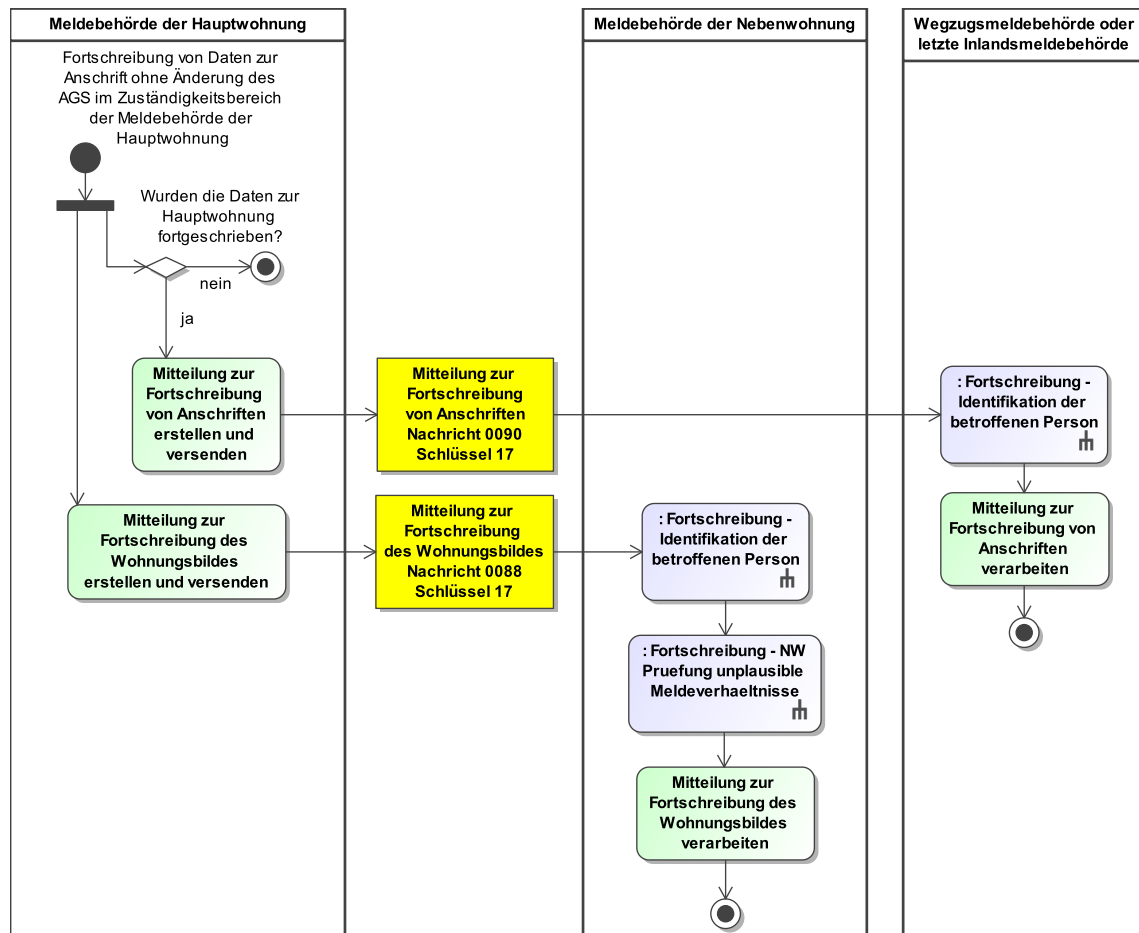 Meldebehörde der Hauptwohnung
Meldebehörde der Nebenwohnung
Wegzugsmeldebehörde oder
letzte Inlandsmeldebehörde
Fortschreibung von Daten zur
Anschrift ohne Änderung des
AGS im Zuständigkeitsbereich
der Meldebehörde der
Hauptwohnung
Wurden die Daten zur
Hauptwohnung
fortgeschrieben?
nein
ja
Mitteilung zur
Fortschreibung
von Anschriften
erstellen und
versenden
Mitteilung zur
Fortschreibung
von Anschriften
Nachricht 0090
Schlüssel 17
: Fortschreibung -
Identifikation der
betroffenen Person
Mitteilung zur
Fortschreibung von
Anschriften
verarbeiten
Mitteilung zur
Fortschreibung des
Wohnungsbildes
erstellen und versenden
Mitteilung zur
Fortschreibung
des Wohnungsbildes
Nachricht 0088
Schlüssel 17
: Fortschreibung -
Identifikation der
betroffenen Person
: Fortschreibung - NW
Pruefung unplausible
Meldeverhaeltnisse
Mitteilung zur
Fortschreibung des
Wohnungsbildes
verarbeiten